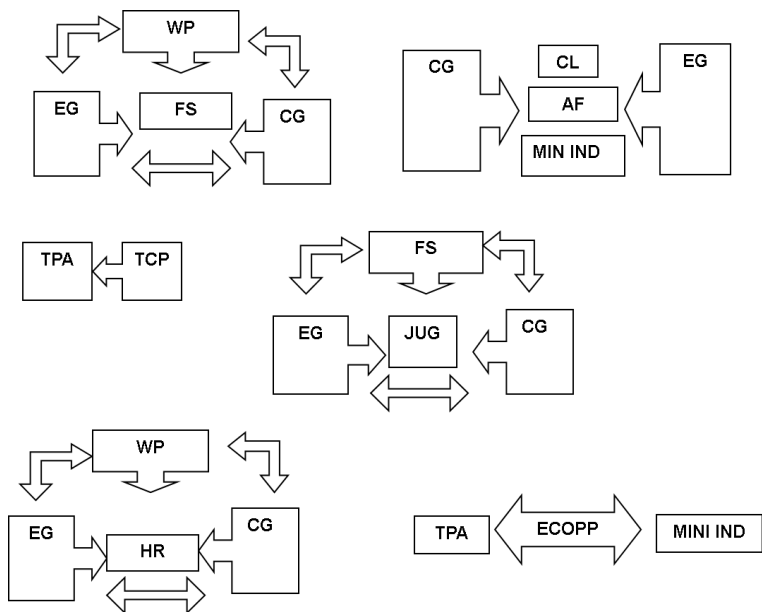 WP
EG
FS
CG
CG
CL
EG
AF
MIN IND
TPA
TCP
FS
EG
JUG
CG
WP
EG
HR
CG
TPA
ECOPP
MINI IND